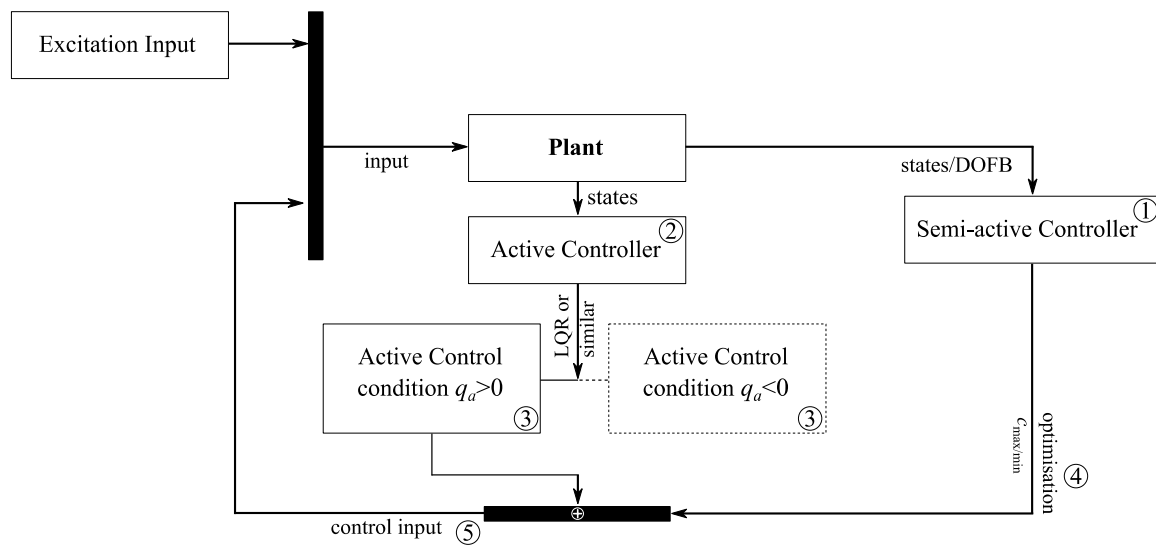 Excitation Input
input
Plant
states/DOFB
states
①
Semi-active Controller
②
Active Controller
LQR or
similar
Active Control
condition qₐ>0
③
Active Control
condition qₐ<0
③
optimisation
c_max/min
④
⊕
control input
⑤